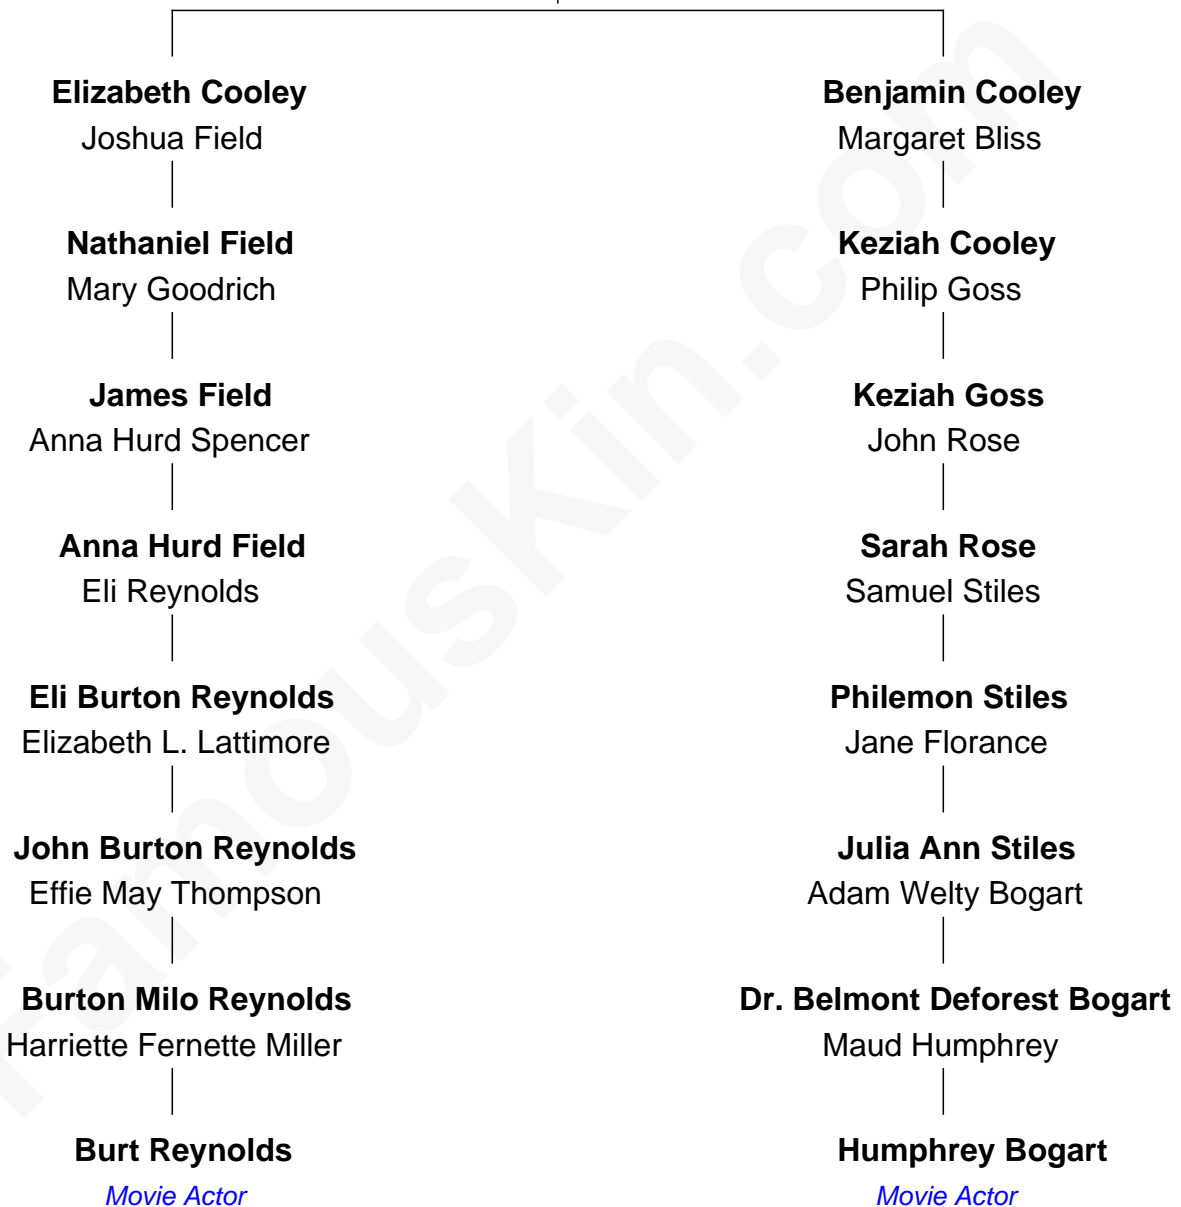 Elizabeth Cooley
Joshua Field
Nathaniel Field
Mary Goodrich
James Field
Anna Hurd Spencer
Anna Hurd Field
Eli Reynolds
Eli Burton Reynolds
Elizabeth L. Lattimore
John Burton Reynolds
Effie May Thompson
Burton Milo Reynolds
Harriette Fernette Miller
Burt Reynolds
Movie Actor
Benjamin Cooley
Margaret Bliss
Keziah Cooley
Philip Goss
Keziah Goss
John Rose
Sarah Rose
Samuel Stiles
Philemon Stiles
Jane Florance
Julia Ann Stiles
Adam Welty Bogart
Dr. Belmont Deforest Bogart
Maud Humphrey
Humphrey Bogart
Movie Actor
FamousKin.com